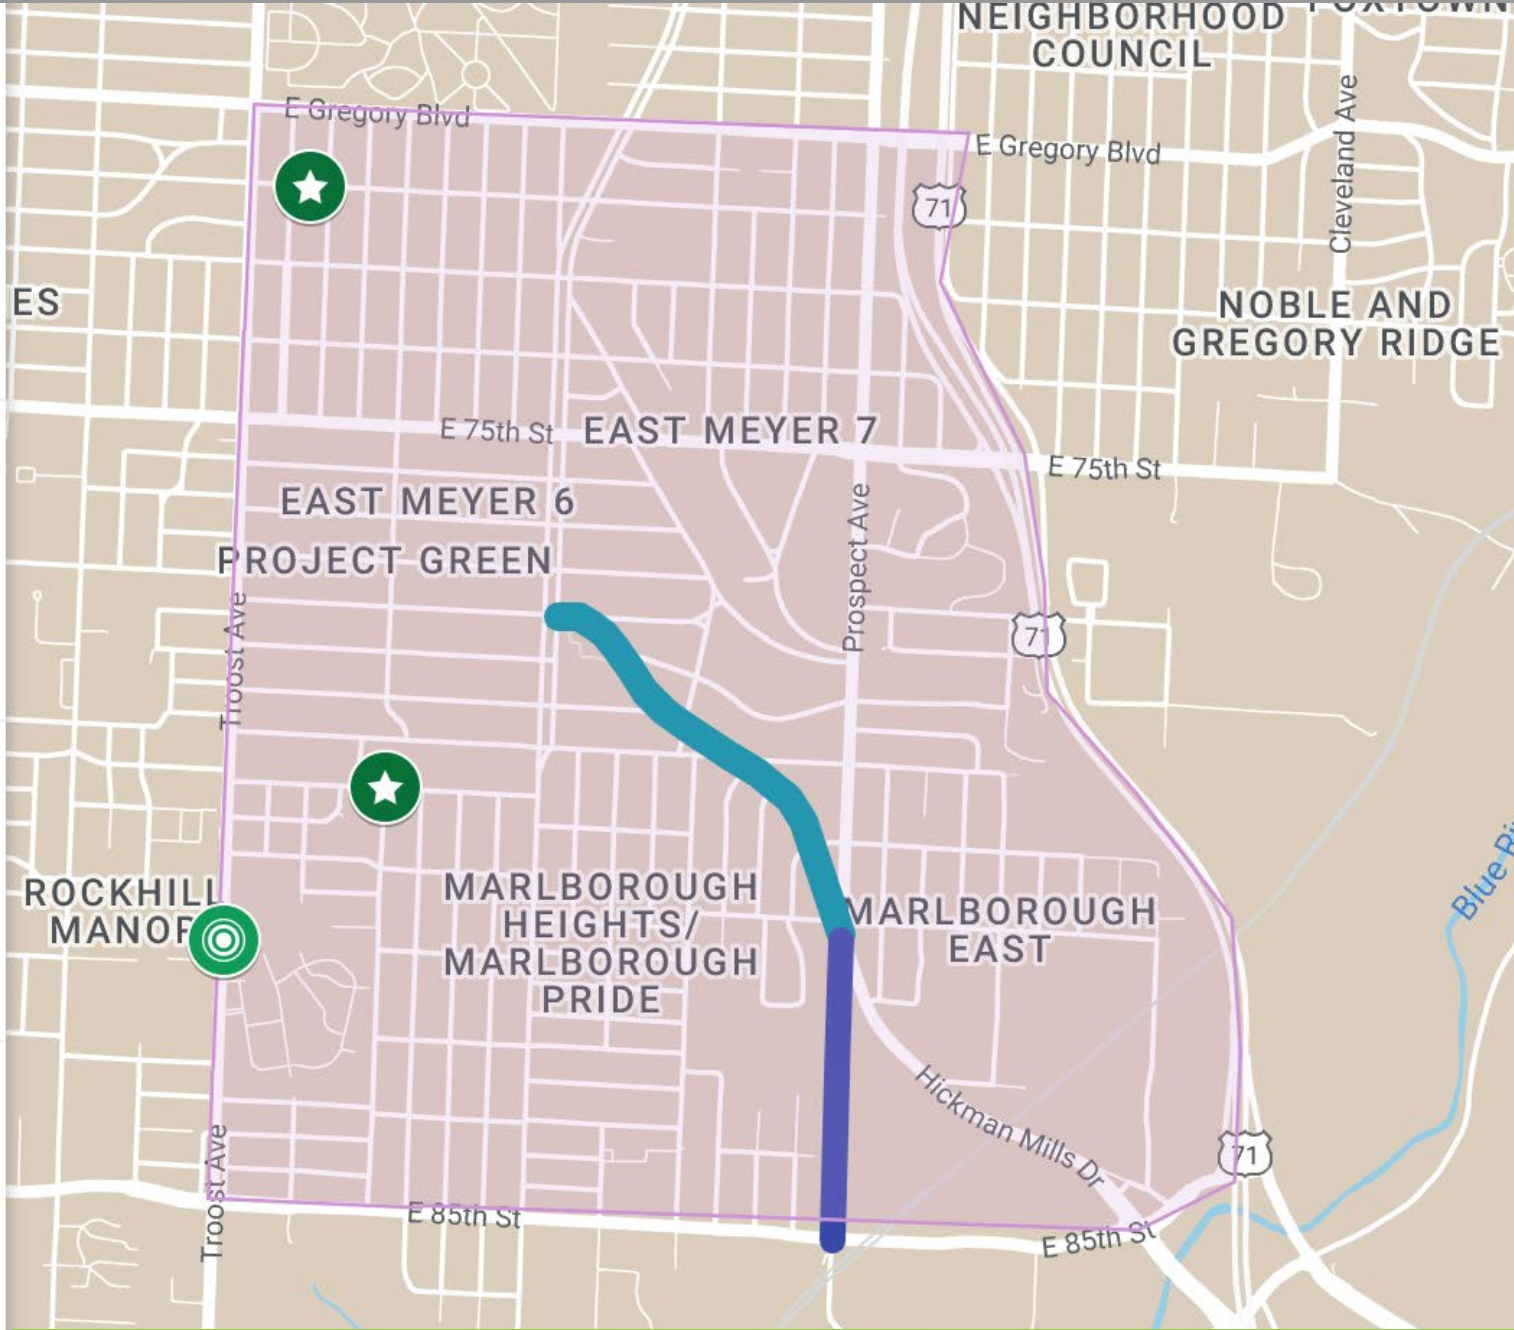 NEIGHBORHOOD
COUNCIL
E Gregory Blvd
E Gregory Blvd
Cleveland Ave
71
ES
NOBLE AND
GREGORY RIDGE
E 75th St
EAST MEYER 7
E 75th St
EAST MEYER 6
Prospect Ave
PROJECT GREEN
Troost Ave
71
ROCKHILL
MANOR
MARLBOROUGH
HEIGHTS/
MARLBOROUGH
PRIDE
MARLBOROUGH
EAST
Hickman Mills Dr
71
Troost Ave
E 85th St
E 85th St